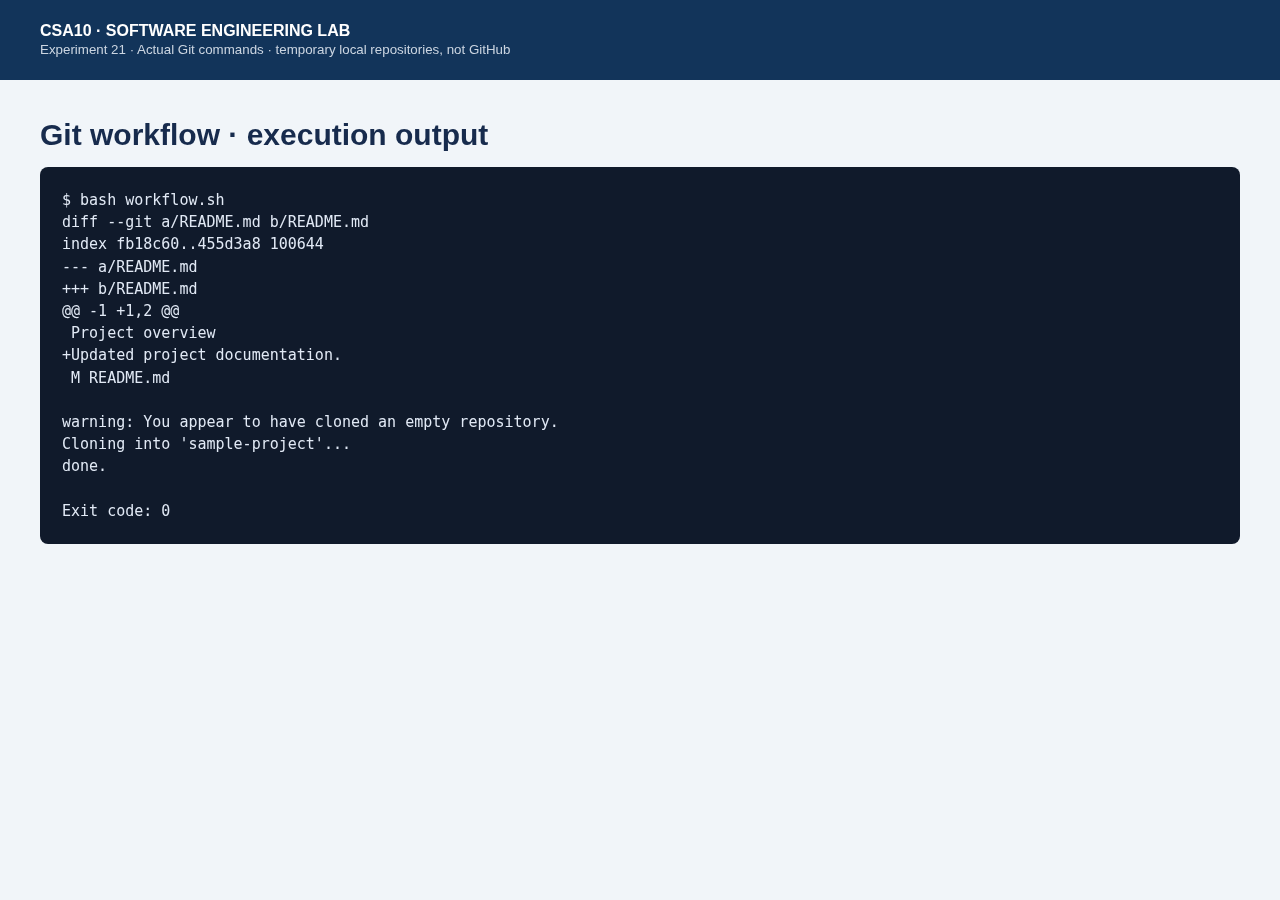 CSA10 · SOFTWARE ENGINEERING LAB
Experiment 21 · Actual Git commands · temporary local repositories, not GitHub
Git workflow · execution output
$ bash workflow.sh
diff --git a/README.md b/README.md
index fb18c60..455d3a8 100644
--- a/README.md
+++ b/README.md
@@ -1 +1,2 @@
 Project overview
+Updated project documentation.
 M README.md

warning: You appear to have cloned an empty repository.
Cloning into 'sample-project'...
done.

Exit code: 0